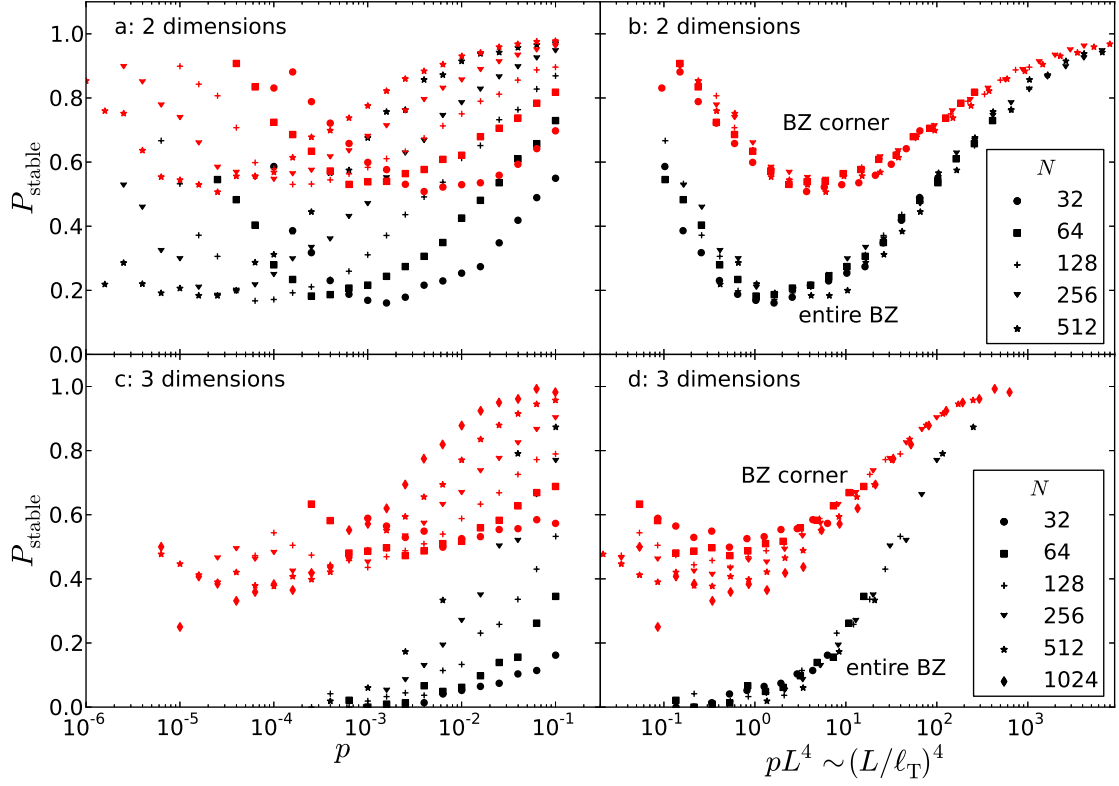 a: 2 dimensions
b: 2 dimensions
1.0
0.8
0.6
0.4
0.2
0.0
P_stable
BZ corner
entire BZ
N
32
64
128
256
512
c: 3 dimensions
d: 3 dimensions
1.0
0.8
0.6
0.4
0.2
0.0
P_stable
BZ corner
entire BZ
N
32
64
128
256
512
1024
10^-6 10^-5 10^-4 10^-3 10^-2 10^-1
10^-1 10^0 10^1 10^2 10^3
p
pL^4 ~ (L/ℓ_T)^4